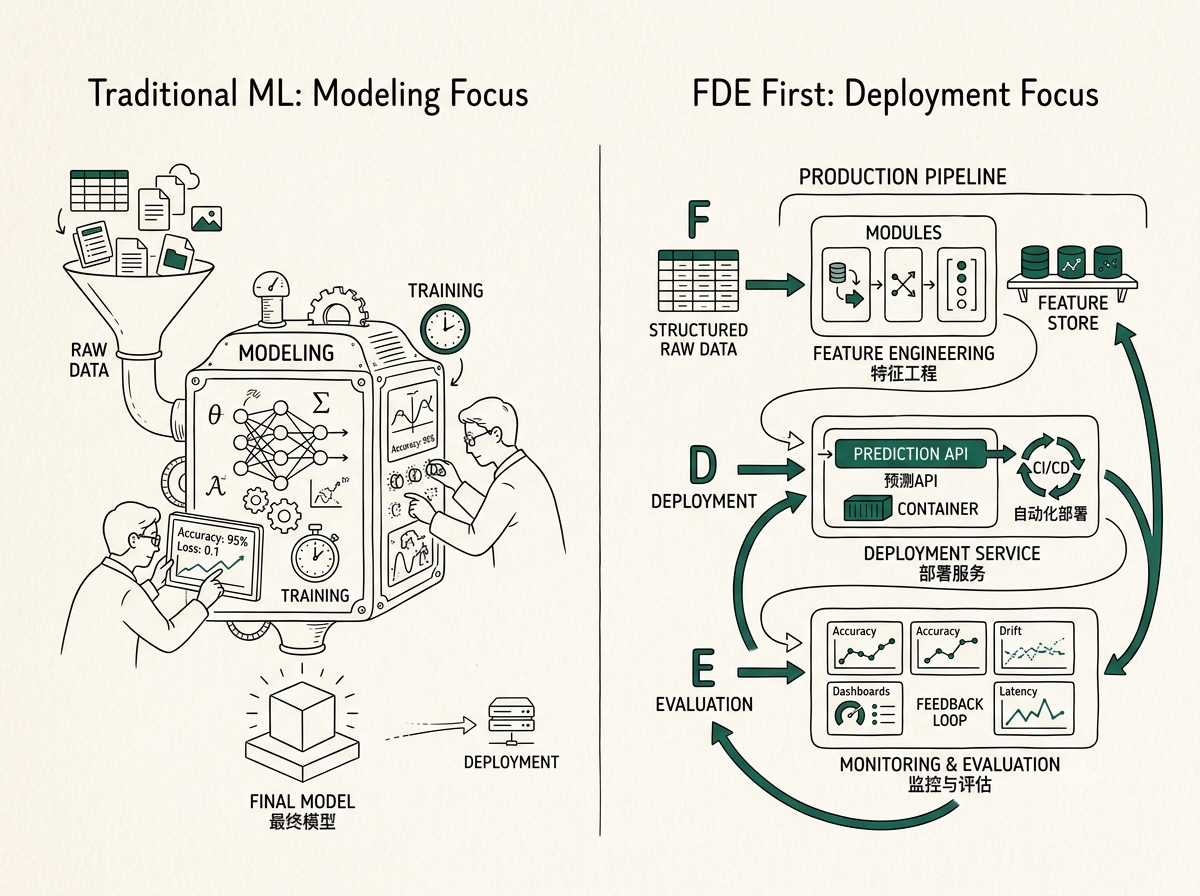 Traditional ML: Modeling Focus
RAW
DATA
MODELING
TRAINING
θ
Σ
A
Accuracy: 95%
Accuracy: 95%
Loss: 0.1
TRAINING
FINAL MODEL
最终模型
DEPLOYMENT
FDE First: Deployment Focus
PRODUCTION PIPELINE
F
STRUCTURED
RAW DATA
MODULES
FEATURE ENGINEERING
特征工程
FEATURE
STORE
D
DEPLOYMENT
PREDICTION API
预测API
CONTAINER
CI/CD
自动化部署
DEPLOYMENT SERVICE
部署服务
E
EVALUATION
Accuracy
Accuracy
Drift
Dashboards
FEEDBACK
LOOP
Latency
MONITORING & EVALUATION
监控与评估